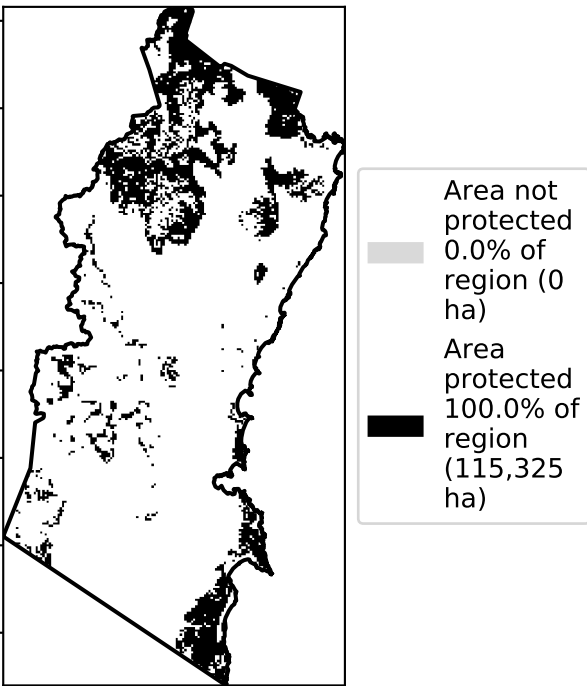 Area not
protected
0.0% of
region (0
ha)
Area
protected
100.0% of
region
(115,325
ha)